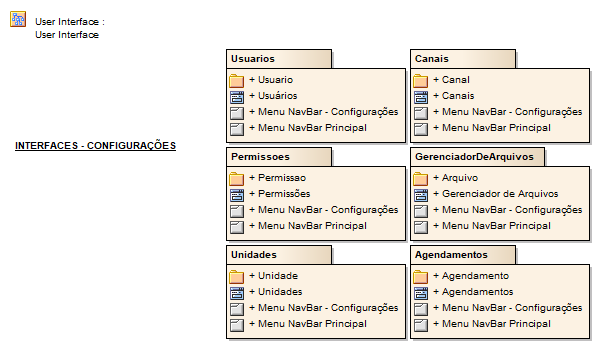 User Interface :
User Interface
INTERFACES - CONFIGURAÇÕES
Usuarios
+ Usuario
+ Usuários
+ Menu NavBar - Configurações
+ Menu NavBar Principal
Canais
+ Canal
+ Canais
+ Menu NavBar - Configurações
+ Menu NavBar Principal
Permissoes
+ Permissao
+ Permissões
+ Menu NavBar - Configurações
+ Menu NavBar Principal
GerenciadorDeArquivos
+ Arquivo
+ Gerenciador de Arquivos
+ Menu NavBar - Configurações
+ Menu NavBar Principal
Unidades
+ Unidade
+ Unidades
+ Menu NavBar - Configurações
+ Menu NavBar Principal
Agendamentos
+ Agendamento
+ Agendamentos
+ Menu NavBar - Configurações
+ Menu NavBar Principal